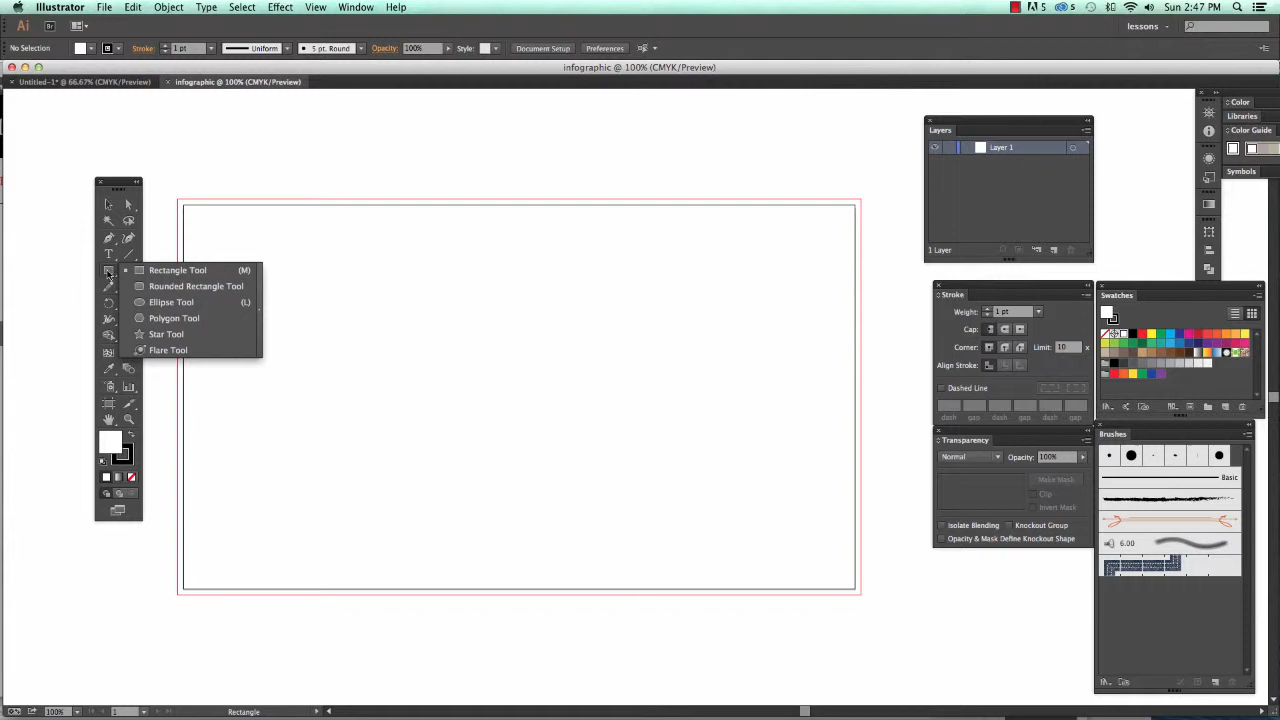 Illustrator File Edit Object Type Select Effect View Window Help 5 5 Sun 2:47 PM
Ai Br lessons
No Selection Stroke: 1 pt Uniform 5 pt. Round Opacity: 100% Style: Document Setup Preferences
infographic @ 100% (CMYK/Preview)
× Untitled-1* @ 66.67% (CMYK/Preview) × infographic @ 100% (CMYK/Preview)
Color
Libraries
Color Guide
Symbols
Layers
Layer 1
1 Layer
T
Rectangle Tool (M)
Rounded Rectangle Tool
Ellipse Tool (L)
Polygon Tool
Star Tool
Flare Tool
Stroke
Weight: 1 pt
Cap:
Corner: Limit: 10 x
Align Stroke:
Dashed Line
dash gap dash gap dash gap
Swatches
Transparency
Normal Opacity: 100%
Make Mask
Clip
Invert Mask
Isolate Blending Knockout Group
Opacity & Mask Define Knockout Shape
Brushes
Basic
6.00
100% 1 Rectangle